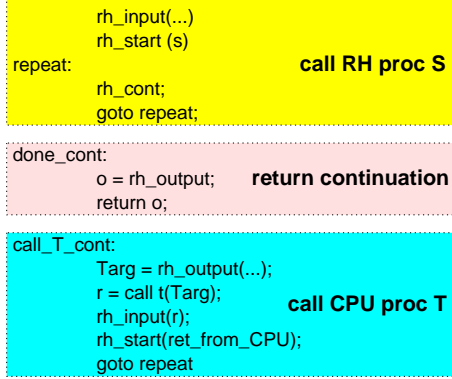 rh_input(...)
rh_start (s)
repeat: call RH proc S
rh_cont;
goto repeat;
done_cont:
o = rh_output; return continuation
return o;
call_T_cont:
Targ = rh_output(...);
r = call t(Targ);
call CPU proc T
rh_input(r);
rh_start(ret_from_CPU);
goto repeat